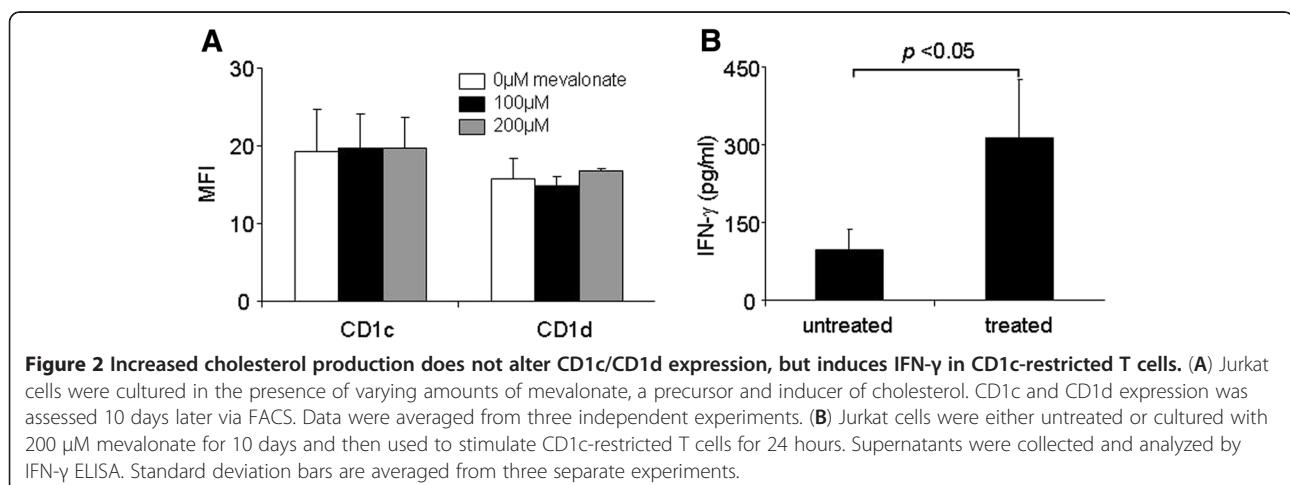 A
30
20
10
0
MFI
0μM mevalonate
100μM
200μM
CD1c
CD1d
B
p <0.05
450
300
150
0
IFN-γ (pg/ml)
untreated
treated
Figure 2 Increased cholesterol production does not alter CD1c/CD1d expression, but induces IFN-γ in CD1c-restricted T cells. (A) Jurkat
cells were cultured in the presence of varying amounts of mevalonate, a precursor and inducer of cholesterol. CD1c and CD1d expression was
assessed 10 days later via FACS. Data were averaged from three independent experiments. (B) Jurkat cells were either untreated or cultured with
200 μM mevalonate for 10 days and then used to stimulate CD1c-restricted T cells for 24 hours. Supernatants were collected and analyzed by
IFN-γ ELISA. Standard deviation bars are averaged from three separate experiments.